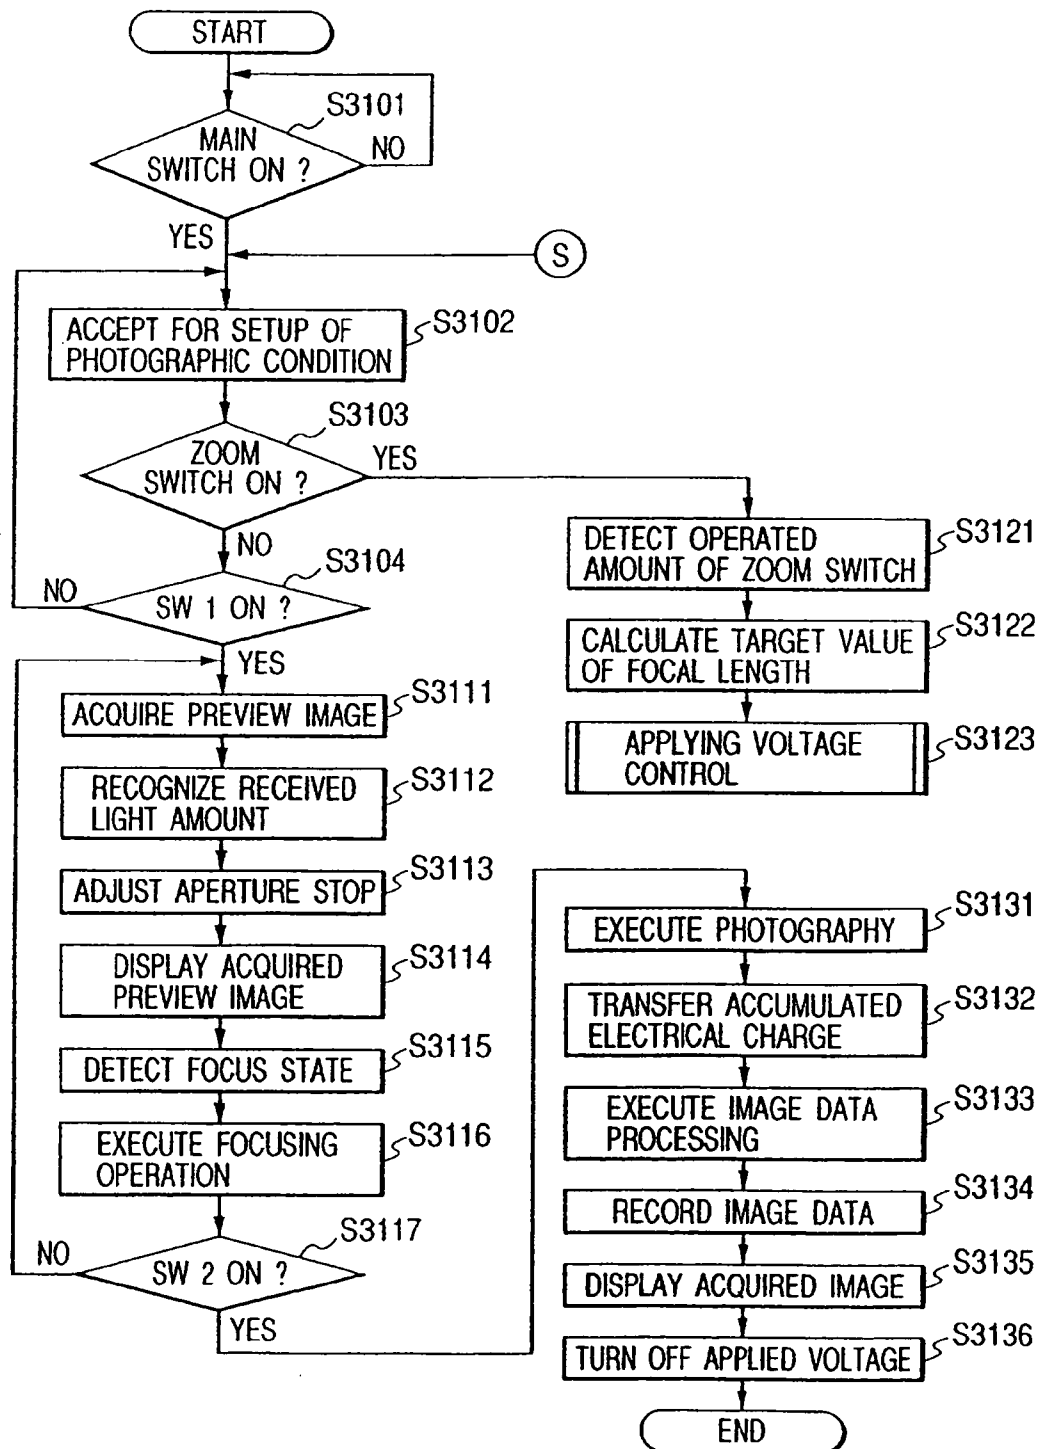 START
S3101
MAIN
SWITCH ON ?
NO
YES
S
S3102
ACCEPT FOR SETUP OF
PHOTOGRAPHIC CONDITION
S3103
ZOOM
SWITCH ON ?
YES
NO
S3104
SW 1 ON ?
NO
YES
S3111
ACQUIRE PREVIEW IMAGE
S3112
RECOGNIZE RECEIVED
LIGHT AMOUNT
S3113
ADJUST APERTURE STOP
S3114
DISPLAY ACQUIRED
PREVIEW IMAGE
S3115
DETECT FOCUS STATE
S3116
EXECUTE FOCUSING
OPERATION
S3117
SW 2 ON ?
NO
YES
S3121
DETECT OPERATED
AMOUNT OF ZOOM SWITCH
S3122
CALCULATE TARGET VALUE
OF FOCAL LENGTH
S3123
APPLYING VOLTAGE
CONTROL
S3131
EXECUTE PHOTOGRAPHY
S3132
TRANSFER ACCUMULATED
ELECTRICAL CHARGE
S3133
EXECUTE IMAGE DATA
PROCESSING
S3134
RECORD IMAGE DATA
S3135
DISPLAY ACQUIRED IMAGE
S3136
TURN OFF APPLIED VOLTAGE
END